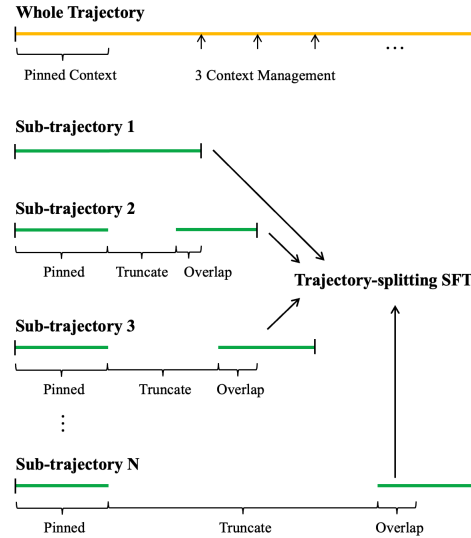 Whole Trajectory
...
Pinned Context
3 Context Management
Sub-trajectory 1
Sub-trajectory 2
Pinned Truncate Overlap
Trajectory-splitting SFT
Sub-trajectory 3
Pinned Truncate Overlap
⋮
Sub-trajectory N
Pinned Truncate Overlap